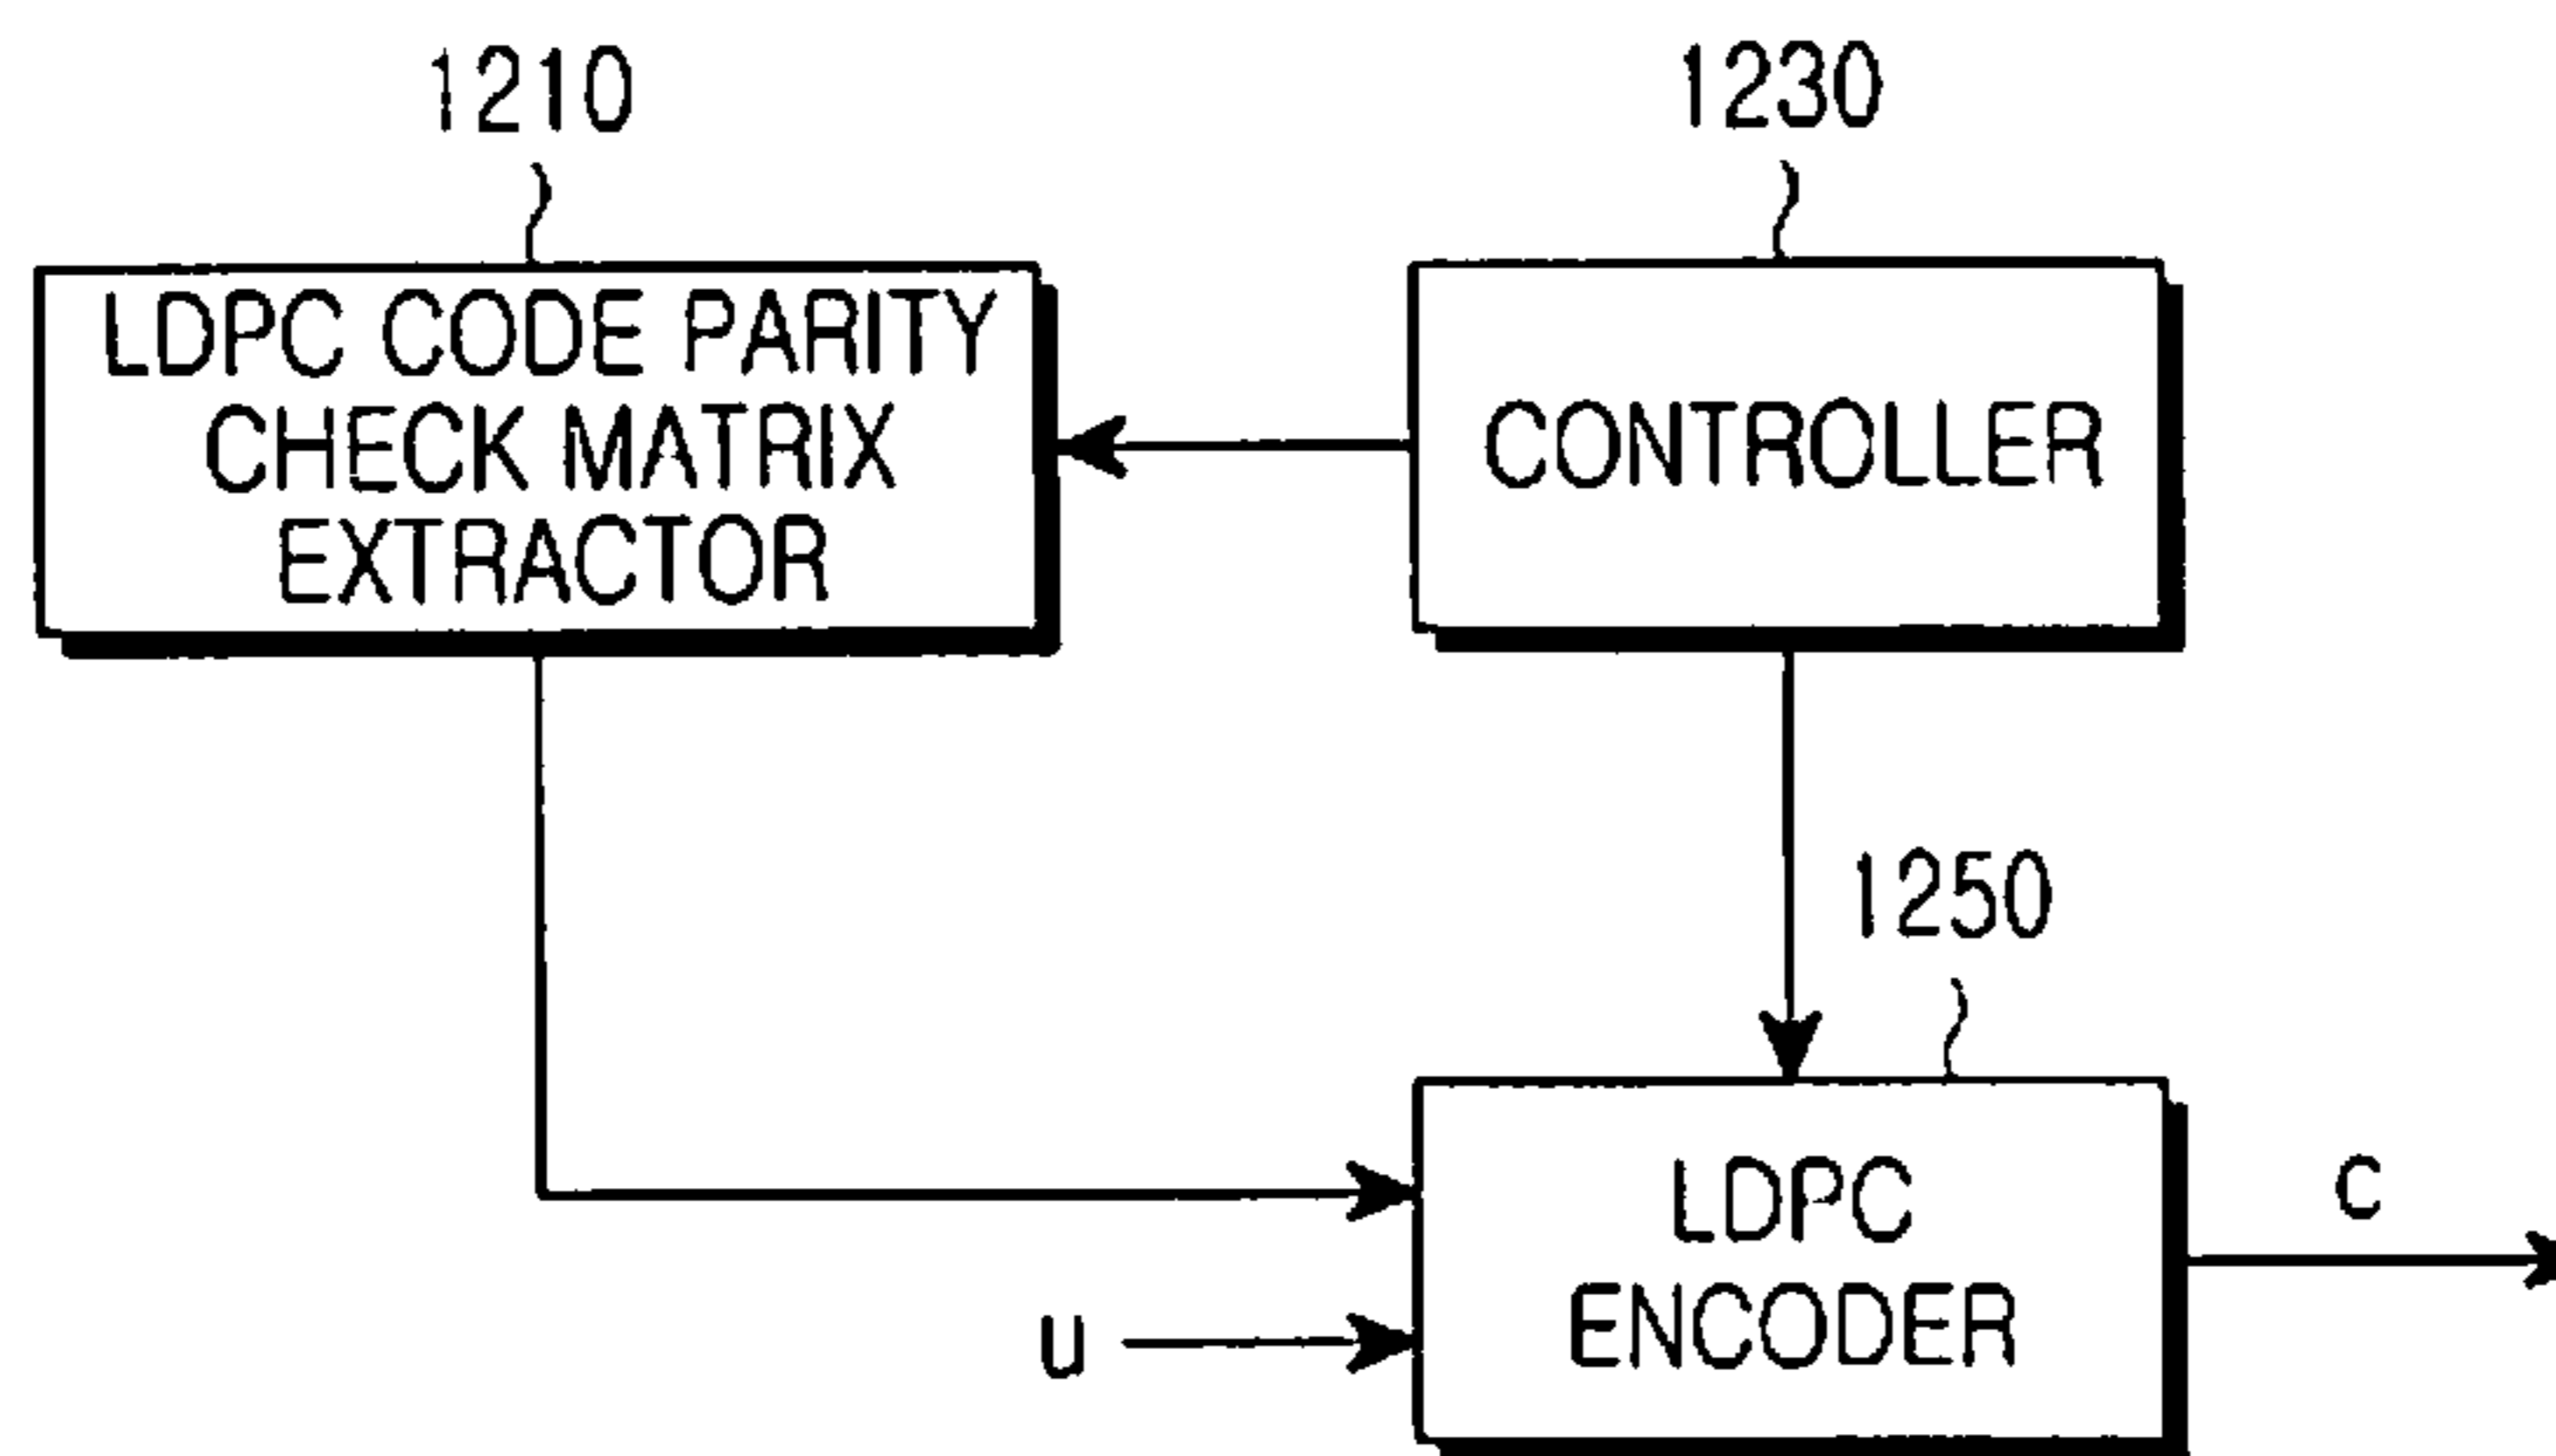 1210
1230
LDPC CODE PARITY
CHECK MATRIX
EXTRACTOR
CONTROLLER
1250
LDPC
ENCODER
c
u